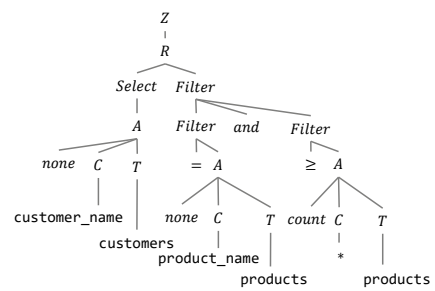 Z
R
Select Filter
A Filter and Filter
none C T = A ≥ A
customer_name none C T count C T
customers product_name *
products products